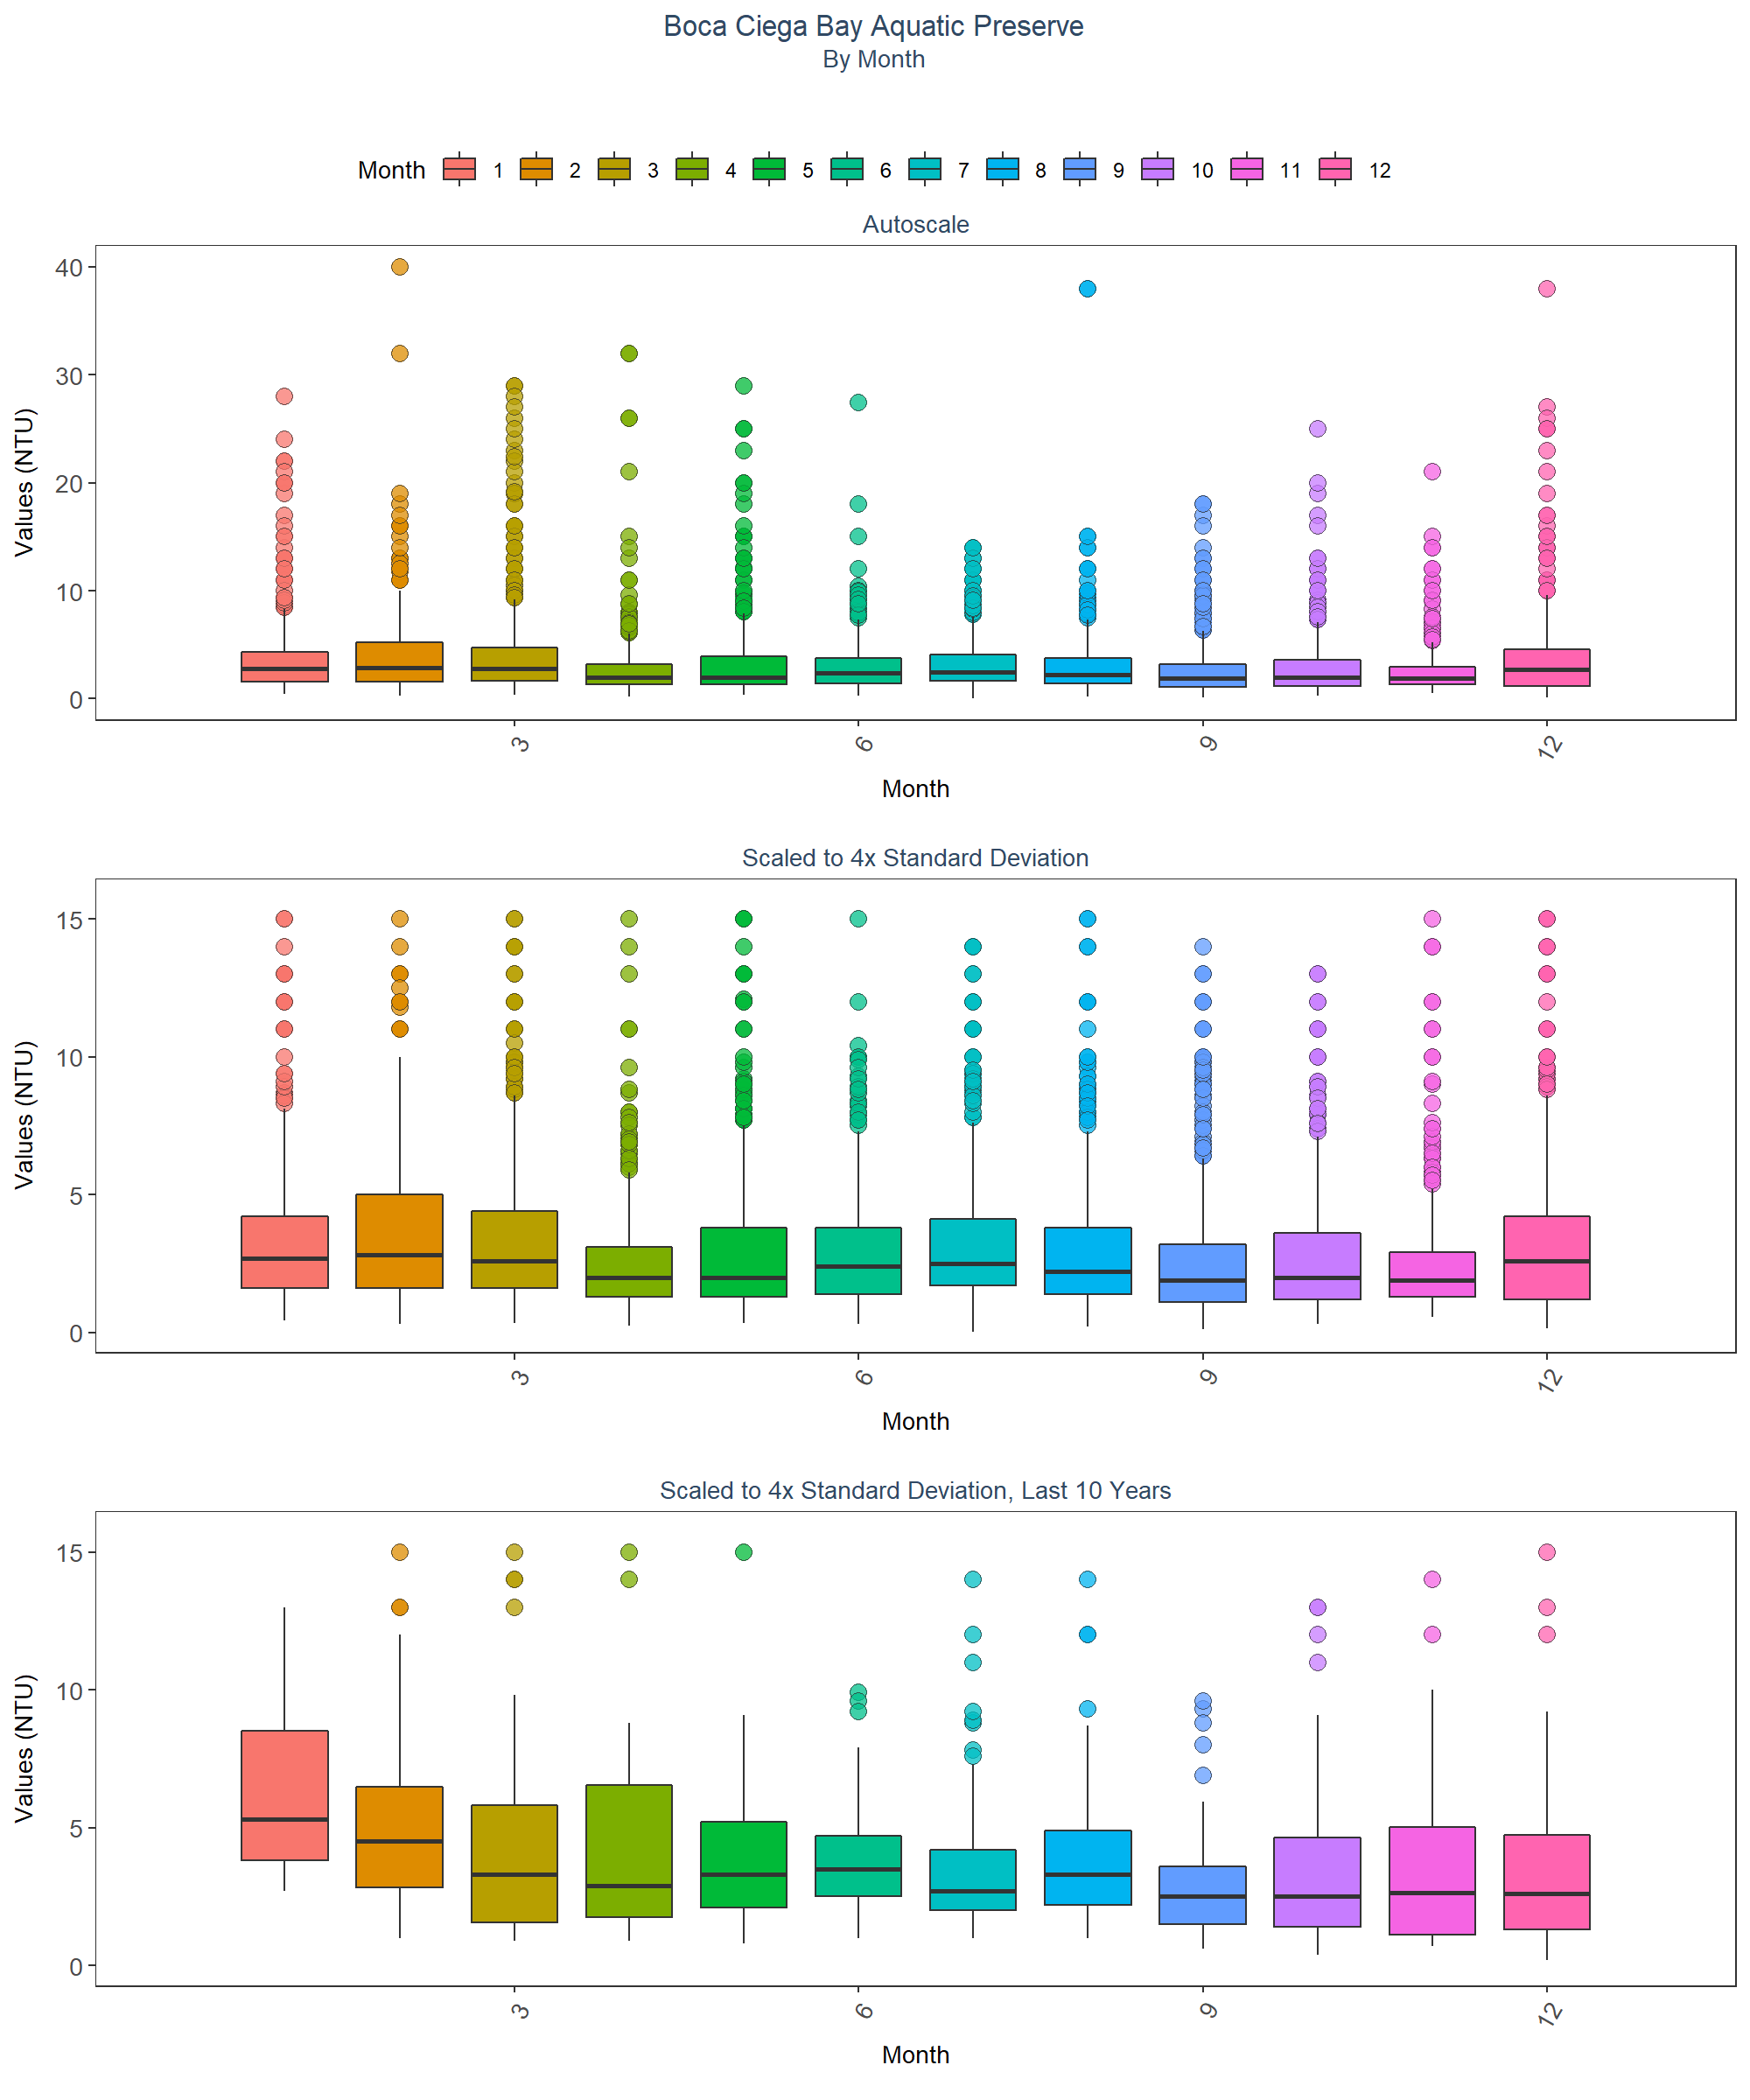 Boca Ciega Bay Aquatic Preserve
By Month
Month 1 2 3 4 5 6 7 8 9 10 11 12
Autoscale
Values (NTU)
40
30
20
10
0
3 6 9 12
Month
Scaled to 4x Standard Deviation
Values (NTU)
15
10
5
0
3 6 9 12
Month
Scaled to 4x Standard Deviation, Last 10 Years
Values (NTU)
15
10
5
0
3 6 9 12
Month